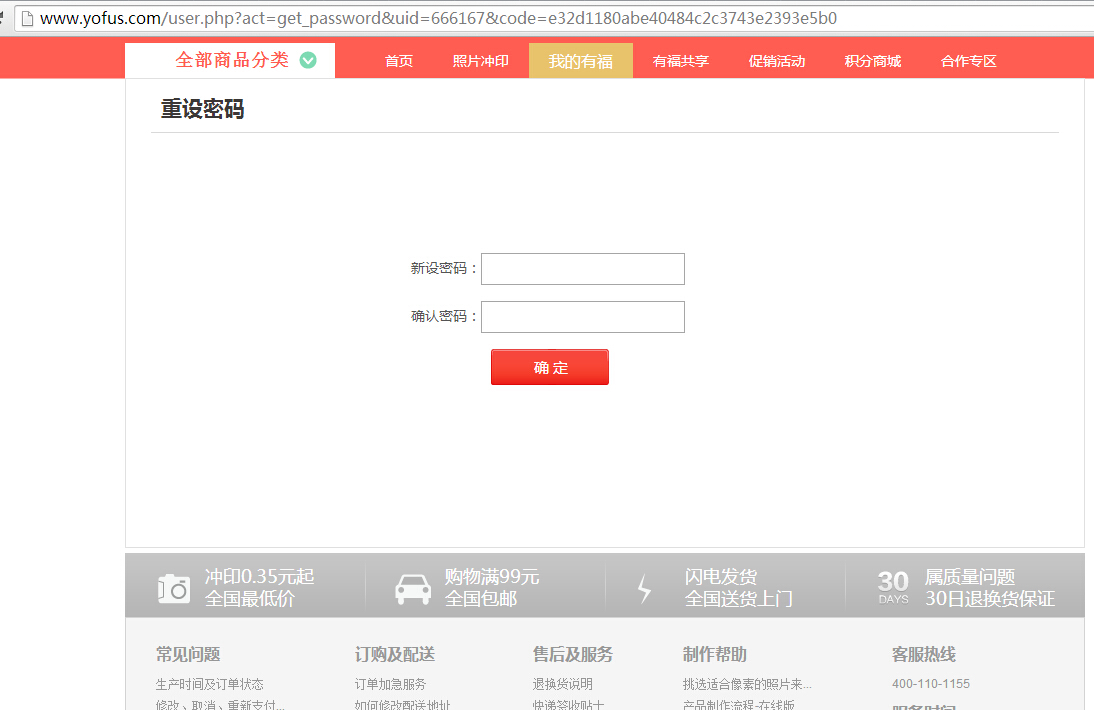 www.yofus.com/user.php?act=get_password&uid=666167&code=e32d1180abe40484c2c3743e2393e5b0
全部商品分类 首页 照片冲印 我的有福 有福共享 促销活动 积分商城 合作专区
重设密码
新设密码：
确认密码：
确 定
冲印0.35元起 购物满99元 闪电发货 30 属质量问题
全国最低价 全国包邮 全国送货上门 DAYS 30日退换货保证
常见问题 订购及配送 售后及服务 制作帮助 客服热线
生产时间及订单状态 订单加急服务 退换货说明 挑选适合像素的照片来... 400-110-1155
修改、取消、重新支付... 如何修改配送地址 快递签收贴士 产品制作流程-在线版 服务时间